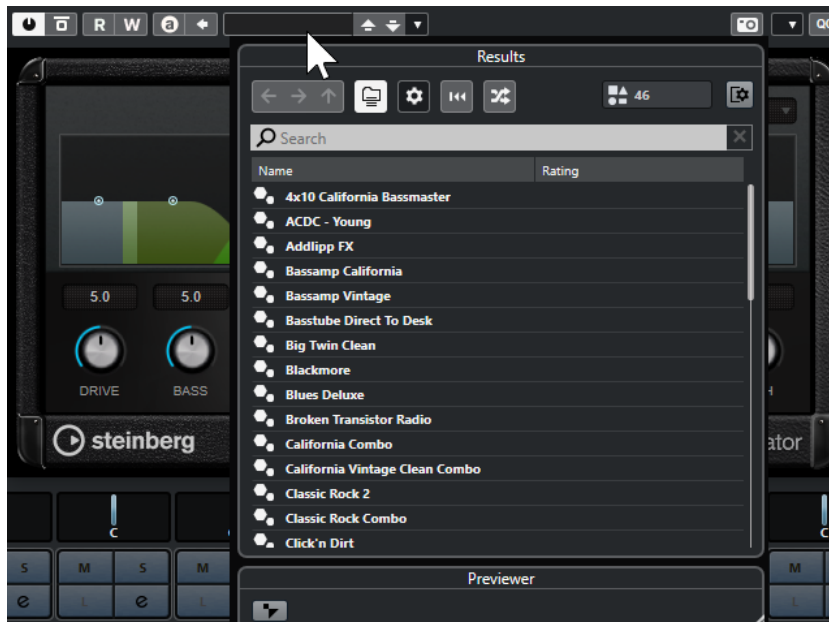 R W a QC
Results
46
Search
Name Rating
4x10 California Bassmaster
ACDC - Young
Addlipp FX
Bassamp California
Bassamp Vintage
Basstube Direct To Desk
Big Twin Clean
Blackmore
Blues Deluxe
Broken Transistor Radio
California Combo
California Vintage Clean Combo
Classic Rock 2
Classic Rock Combo
Click'n Dirt
5.0 5.0
DRIVE BASS H
steinberg ator
C C
S M S M M
e L e L L
Previewer